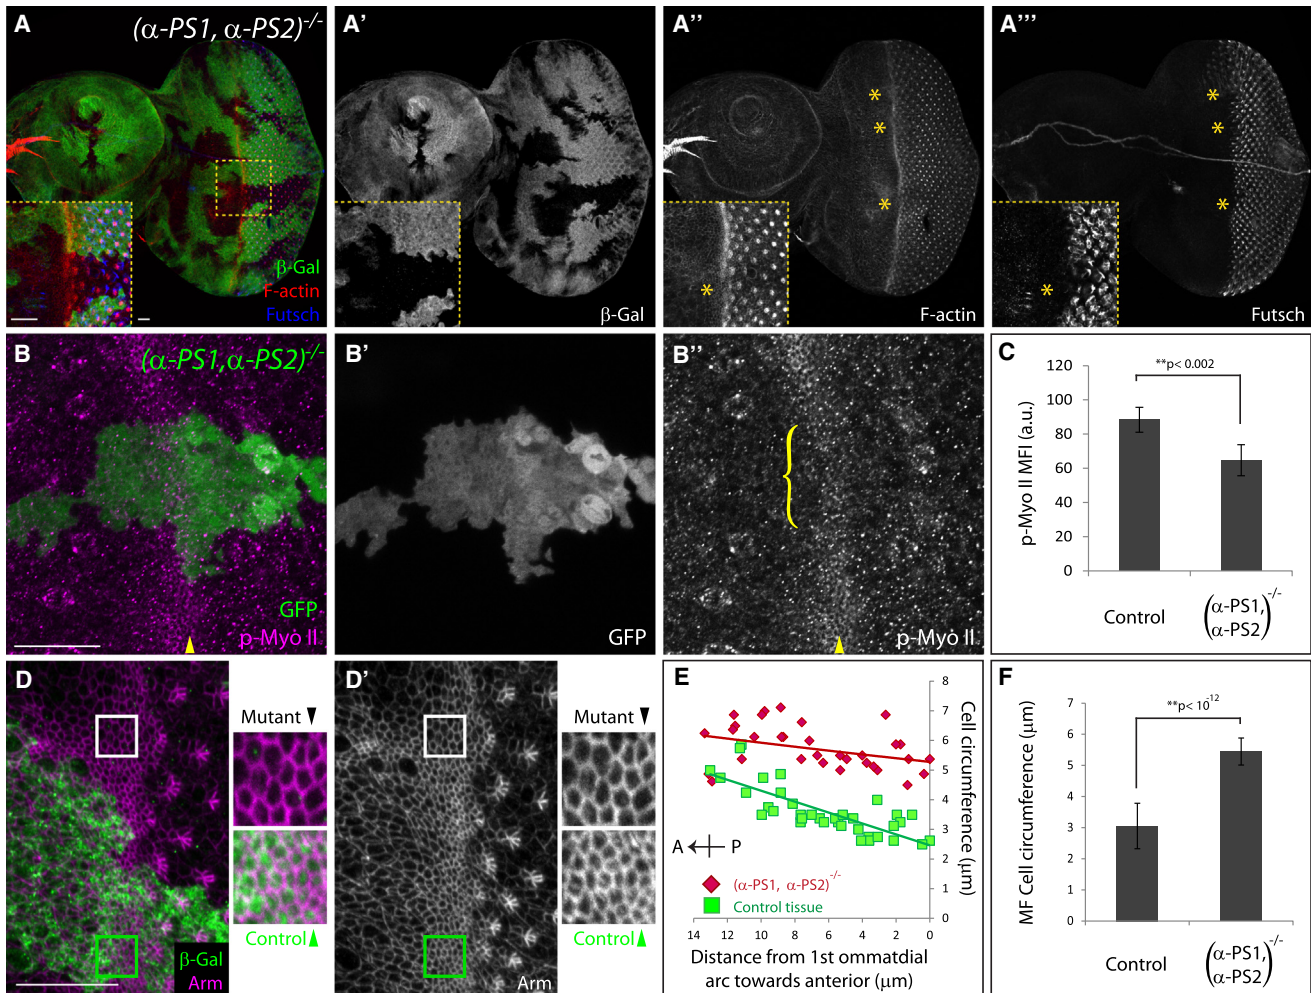 A
(α-PS1, α-PS2)-/-
β-Gal
F-actin
Futsch
A'
β-Gal
A''
*
*
*
*
F-actin
A'''
*
*
*
*
Futsch
B
(α-PS1,α-PS2)-/-
GFP
p-Myo II
B'
GFP
B''
{
p-Myo II
C
**p< 0.002
120
100
80
60
40
20
0
p-Myo II MFI (a.u.)
Control
(α-PS1,
α-PS2)-/-
D
β-Gal
Arm
Mutant
Control
D'
Arm
Mutant
Control
E
8
7
6
5
4
3
2
1
0
Cell circumference (μm)
A
P
(α-PS1, α-PS2)-/-
Control tissue
14 12 10 8 6 4 2 0
Distance from 1st ommatdial
arc towards anterior (μm)
F
**p< 10-12
7
6
5
4
3
2
1
0
MF Cell circumference (μm)
Control
(α-PS1,
α-PS2)-/-